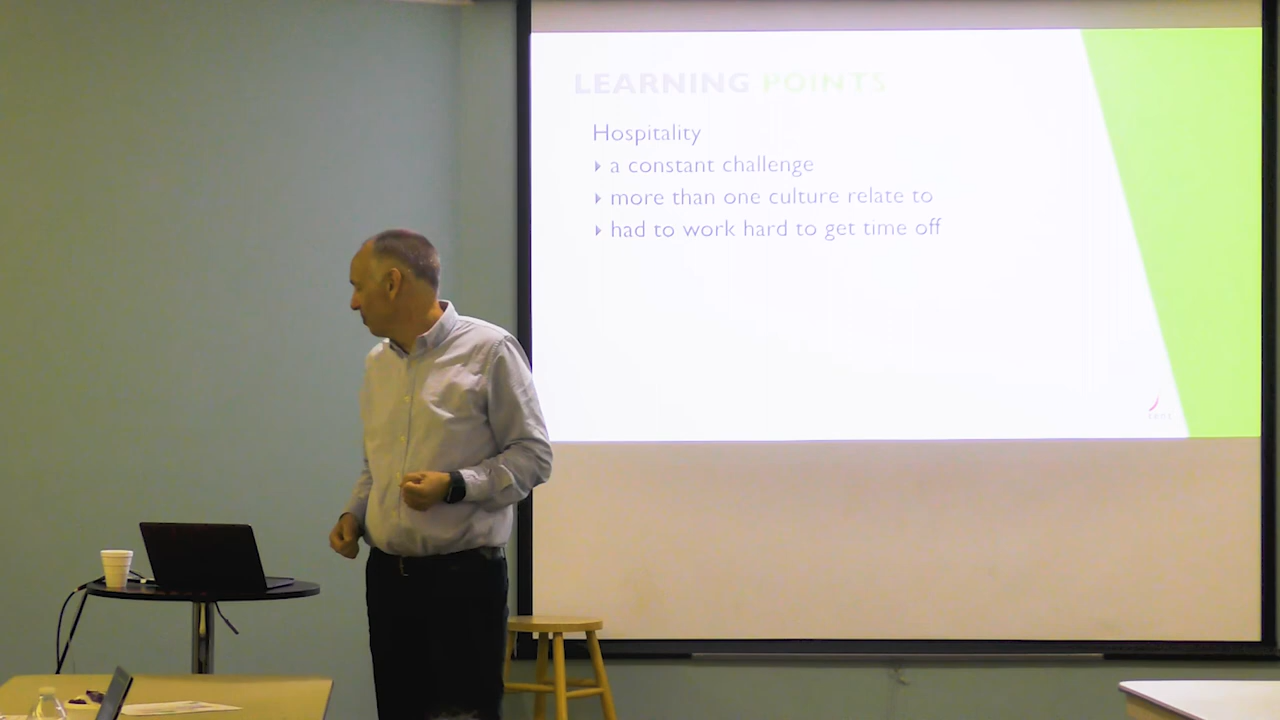 LEARNING POINTS
Hospitality
a constant challenge
more than one culture relate to
had to work hard to get time off